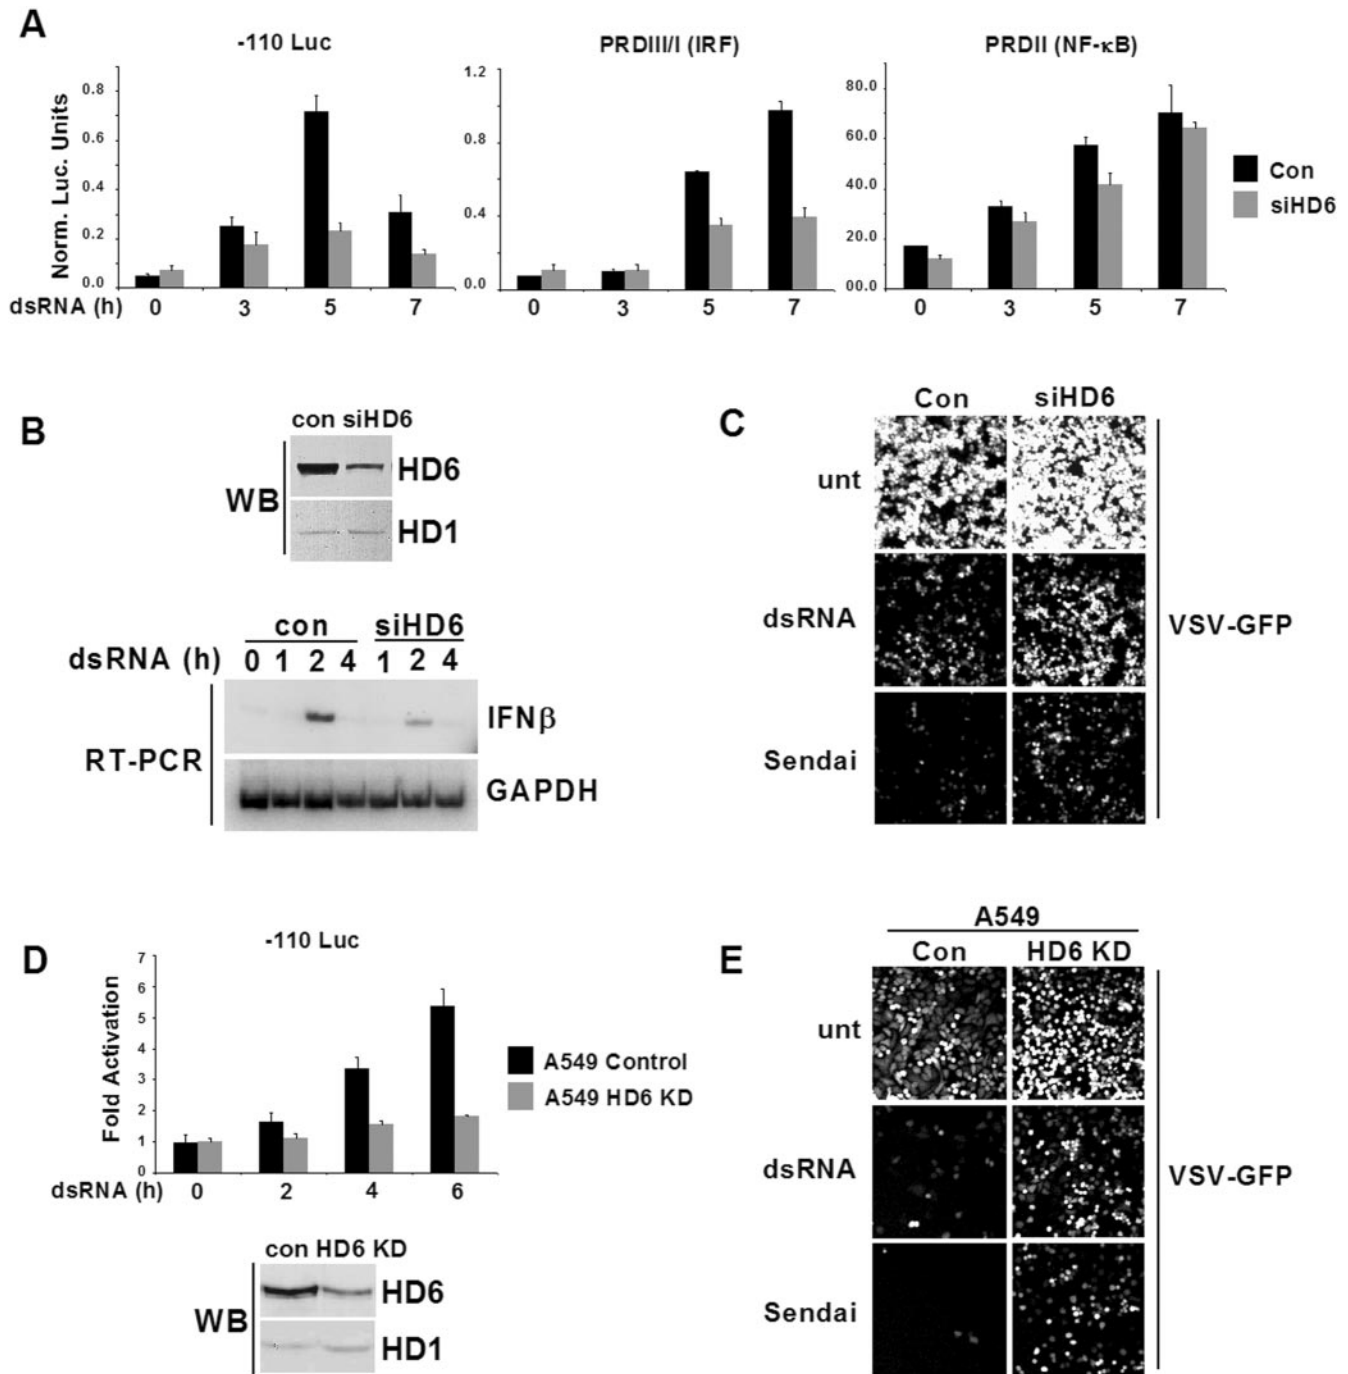 A
-110 Luc
PRDIII/I (IRF)
PRDII (NF-κB)
Norm. Luc. Units
0.8
0.6
0.4
0.2
0.0
1.2
0.8
0.4
0.0
80.0
60.0
40.0
20.0
00.0
Con
siHD6
dsRNA (h) 0 3 5 7
0 3 5 7
0 3 5 7
B
con siHD6
WB
HD6
HD1
con siHD6
dsRNA (h) 0 1 2 4 1 2 4
RT-PCR
IFNβ
GAPDH
C
Con siHD6
unt
dsRNA
Sendai
VSV-GFP
D
-110 Luc
Fold Activation
7
6
5
4
3
2
1
0
A549 Control
A549 HD6 KD
dsRNA (h) 0 2 4 6
con HD6 KD
WB
HD6
HD1
E
A549
Con HD6 KD
unt
dsRNA
Sendai
VSV-GFP